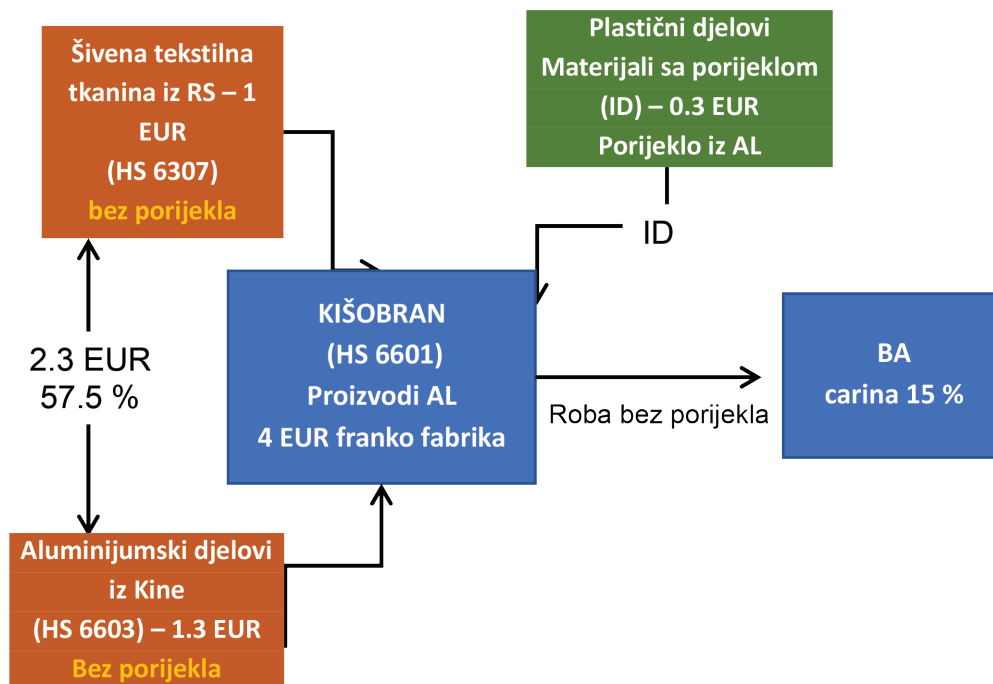 Šivena tekstilna
tkanina iz RS – 1
EUR
(HS 6307)
bez porijekla
Plastični djelovi
Materijali sa porijeklom
(ID) – 0.3 EUR
Porijeklo iz AL
ID
2.3 EUR
57.5 %
KIŠOBRAN
(HS 6601)
Proizvodi AL
4 EUR franko fabrika
Roba bez porijekla
BA
carina 15 %
Aluminijumski djelovi
iz Kine
(HS 6603) – 1.3 EUR
Bez porijekla